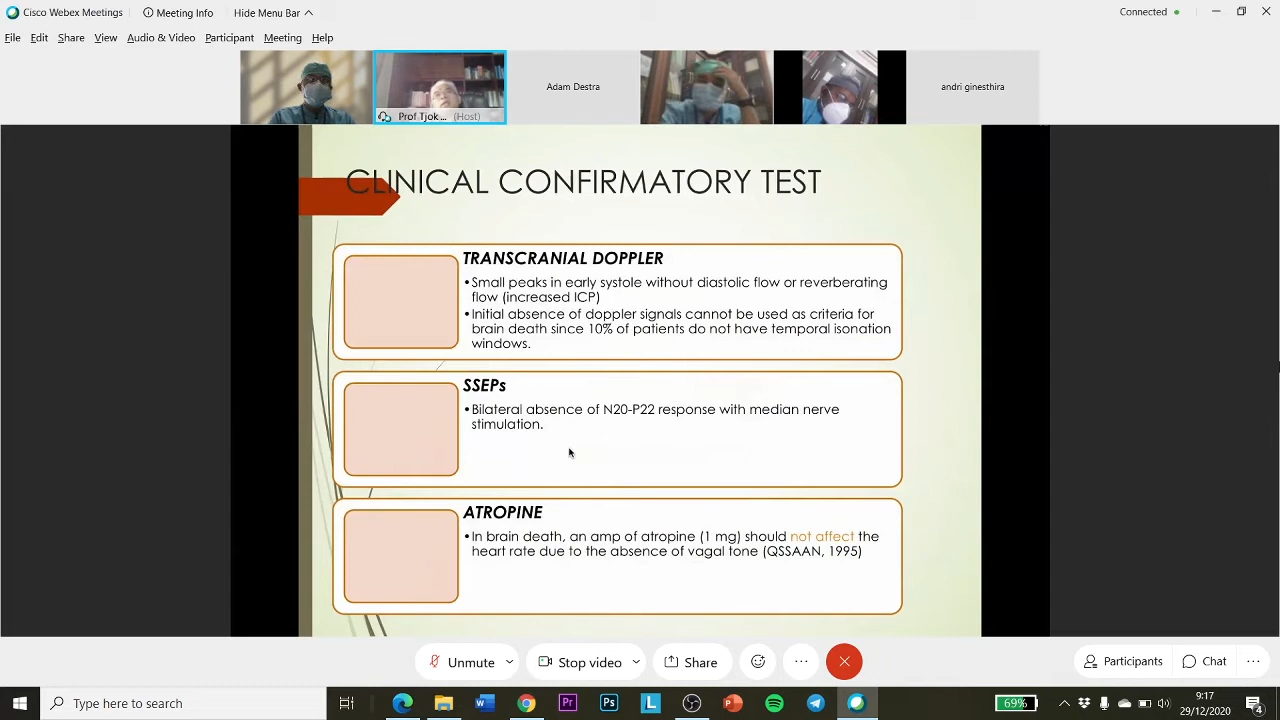 Cisco Webex Meetings
Meeting Info
Hide Menu Bar
Connected
File Edit Share View Audio & Video Participant Meeting Help
Prof Tjok... (Host)
Adam Destra
andri ginesthira
CLINICAL CONFIRMATORY TEST
TRANSCRANIAL DOPPLER
•Small peaks in early systole without diastolic flow or reverberating
flow (increased ICP)
•Initial absence of doppler signals cannot be used as criteria for
brain death since 10% of patients do not have temporal isonation
windows.
SSEPs
•Bilateral absence of N20-P22 response with median nerve
stimulation.
ATROPINE
•In brain death, an amp of atropine (1 mg) should not affect the
heart rate due to the absence of vagal tone (QSSAAN, 1995)
Unmute
Stop video
Share
Participants
Chat
Type here to search
Pr
Ps
L
69%
9:17
29/12/2020
4